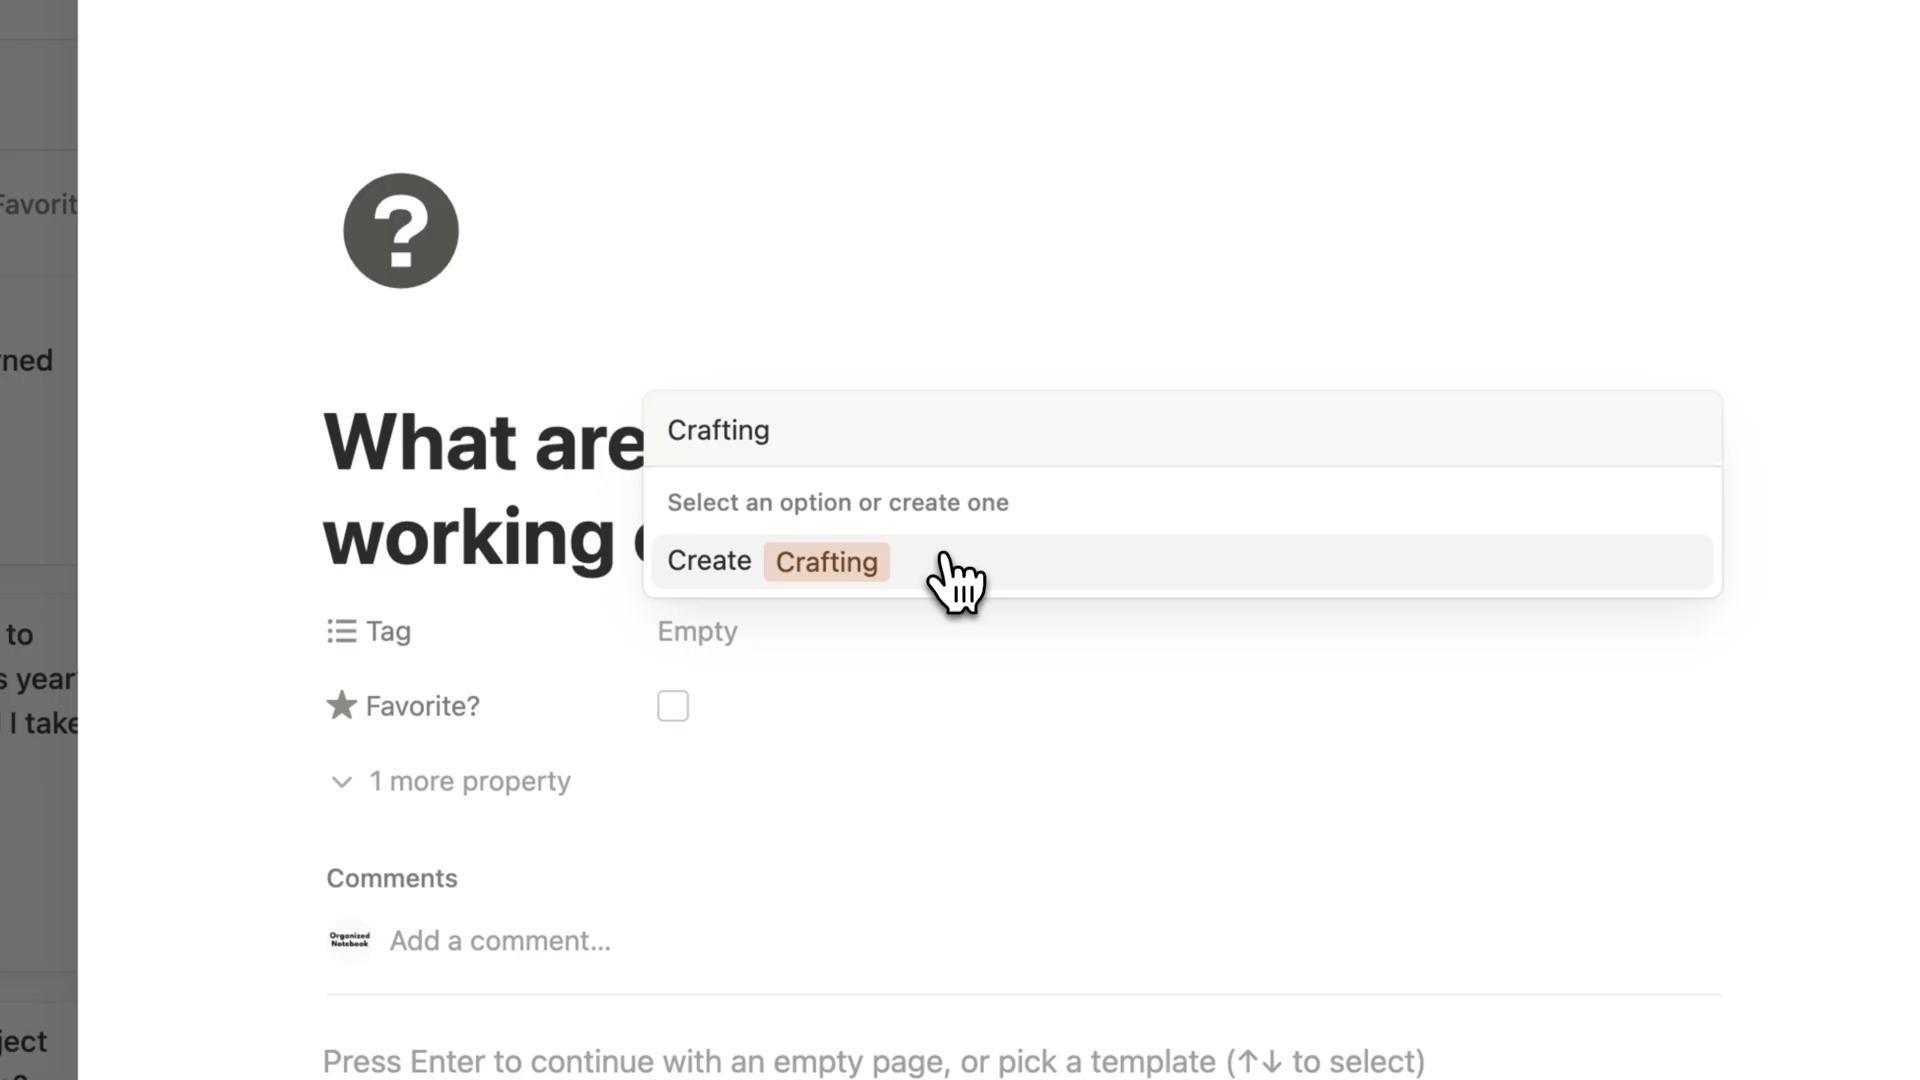 Favorit
rned
to
s year
I take
ject
What are
working
Crafting
Select an option or create one
Create Crafting
Tag Empty
Favorite?
1 more property
Comments
Organized
Notebook
Add a comment...
Press Enter to continue with an empty page, or pick a template (↑↓ to select)